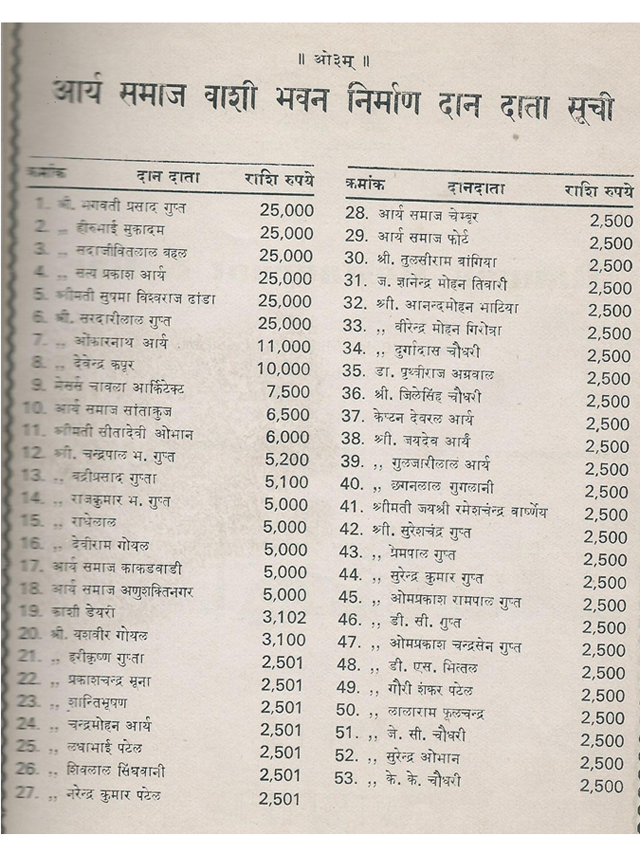 ॥ ओ३म् ॥
आर्य समाज वाशी भवन निर्माण दान दाता सूची
क्रमांक दान दाता राशि रुपये
1. श्री. भगवती प्रसाद गुप्त 25,000
2. ,, हीरुभाई मुकादम 25,000
3. ,, सदाजीवितलाल बहल 25,000
4. ,, सत्य प्रकाश आर्य 25,000
5. श्रीमती सुषमा विश्वराज ढांडा 25,000
6. श्री. सरदारीलाल गुप्त 25,000
7. ,, ओंकारनाथ आर्य 11,000
8. ,, देवेन्द्र कपूर 10,000
9. मेसर्स चावला आर्किटेक्ट 7,500
10. आर्य समाज सांताक्रुज 6,500
11. श्रीमती सीतादेवी ओभान 6,000
12. श्री. चन्द्रपाल भ. गुप्त 5,200
13. ,, बद्रीप्रसाद गुप्ता 5,100
14. ,, राजकुमार भ. गुप्त 5,000
15. ,, राधेलाल 5,000
16. ,, देवीराम गोयल 5,000
17. आर्य समाज काकडवाडी 5,000
18. आर्य समाज अणुशक्तिनगर 5,000
19. काशी डेयरी 3,102
20. श्री. यशवीर गोयल 3,100
21. ,, हरीकृष्ण गुप्ता 2,501
22. ,, प्रकाशचन्द्र मूना 2,501
23. ,, शान्तिभूषण 2,501
24. ,, चन्द्रमोहन आर्य 2,501
25. ,, लधाभाई पटेल 2,501
26. ,, शिवलाल सिंघवानी 2,501
27. ,, नरेन्द्र कुमार पटेल 2,501
क्रमांक दानदाता राशि रुपये
28. आर्य समाज चेम्बूर 2,500
29. आर्य समाज फोर्ट 2,500
30. श्री. तुलसीराम बांगिया 2,500
31. ज. ज्ञानेन्द्र मोहन तिवारी 2,500
32. श्री. आनन्दमोहन भाटिया 2,500
33. ,, वीरेन्द्र मोहन गिरोत्रा 2,500
34. ,, दुर्गादास चौधरी 2,500
35. डा. पृथ्वीराज अग्रवाल 2,500
36. श्री. जिलेसिंह चौधरी 2,500
37. केप्टन देवरल आर्य 2,500
38. श्री. जयदेव आर्य 2,500
39. ,, गुलजारीलाल आर्य 2,500
40. ,, छगनलाल गुगलानी 2,500
41. श्रीमती जयश्री रमेशचन्द्र वार्ष्णेय 2,500
42. श्री. सुरेशचंद्र गुप्त 2,500
43. ,, प्रेमपाल गुप्त 2,500
44. ,, सुरेन्द्र कुमार गुप्त 2,500
45. ,, ओमप्रकाश रामपाल गुप्त 2,500
46. ,, डी. सी. गुप्त 2,500
47. ,, ओमप्रकाश चन्द्रसेन गुप्त 2,500
48. ,, डी. एस. भित्तल 2,500
49. ,, गौरी शंकर पटेल 2,500
50. ,, लालाराम फूलचन्द्र 2,500
51. ,, जे. सी. चौधरी 2,500
52. ,, सुरेन्द्र ओभान 2,500
53. ,, के. के. चौधरी 2,500